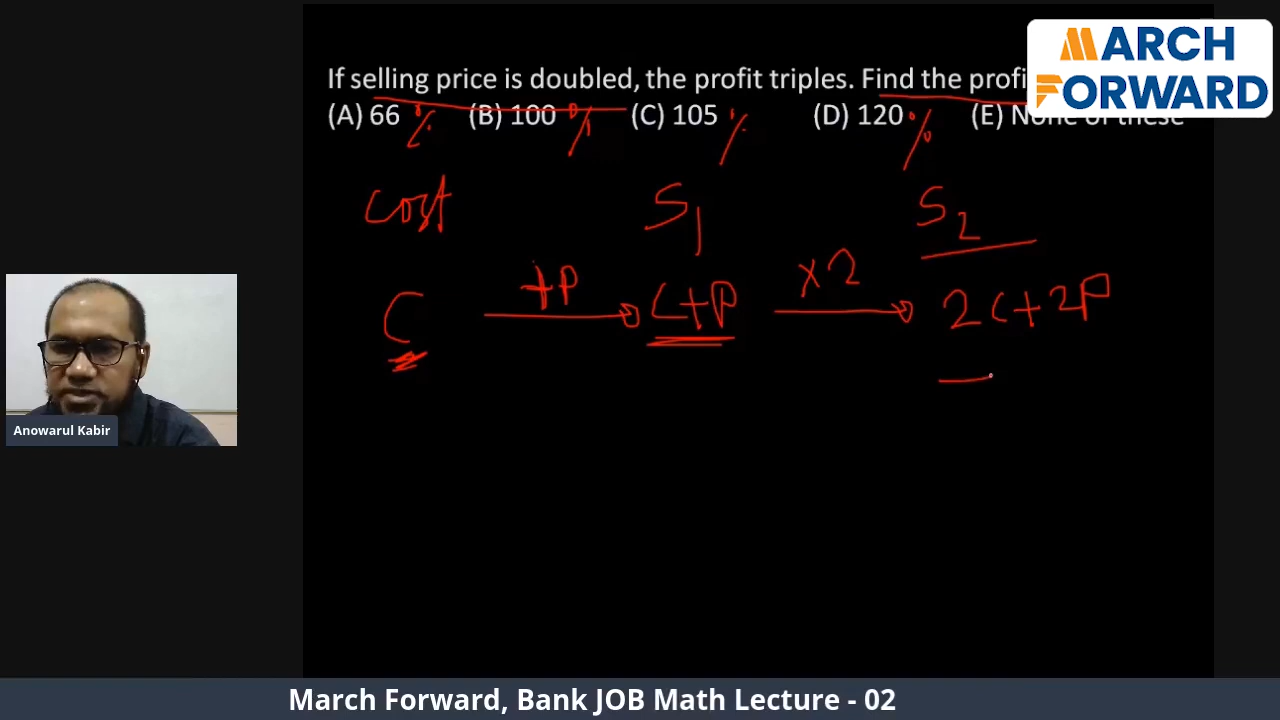 MARCH
FORWARD
If selling price is doubled, the profit triples. Find the
(A) 66 % (B) 100 % (C) 105 % (D) 120 % (E) None of these
cost S1 S2
+P ×2
C C+P 2C+2P
Anowarul Kabir
March Forward, Bank JOB Math Lecture - 02